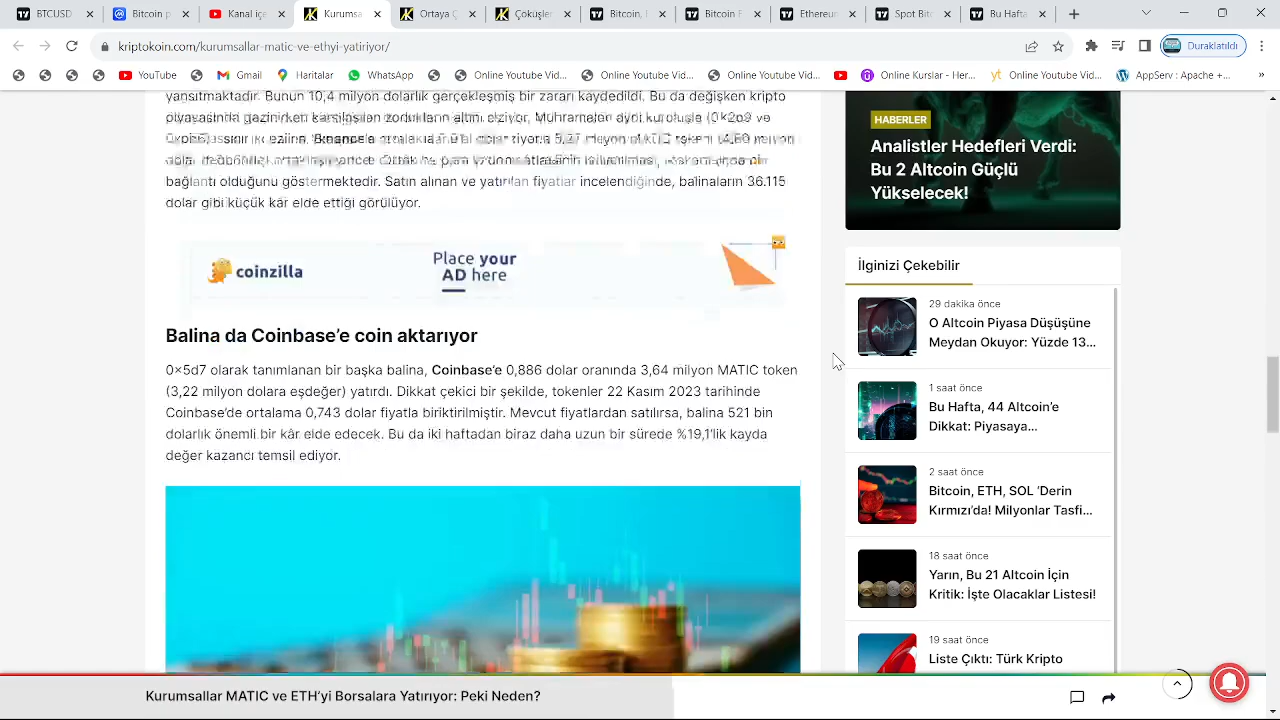 BTCUSD
Bitcoin p
Kanal içe
Kurumsa
Ortaya Ç
Çöküşle
Bitcoin,
Bitcoin F
Ethereun
Spot Bit
Bu Hafta
kriptokoin.com/kurumsallar-matic-ve-ethyi-yatiriyor/
Duraklatıldı
YouTube
Gmail
Haritalar
WhatsApp
Online Youtube Vid...
Online Youtube Vid...
Online Youtube Vid...
Online Kurslar - Her...
Online Youtube Vid...
AppServ : Apache +...
»
yansıtmaktadır. Bunun 10,4 milyon dolarlık gerçekleşmiş bir zararı kaydedildi. Bu da değişken kripto
bağlantı olduğunu göstermektedir. Satın alınan ve yatırılan fiyatlar incelendiğinde, balinaların 36.115
dolar gibi küçük kâr elde ettiği görülüyor.
coinzilla
Place your
AD here
Balina da Coinbase’e coin aktarıyor
0×5d7 olarak tanımlanan bir başka balina, Coinbase’e 0,886 dolar oranında 3,64 milyon MATIC token
(3,22 milyon dolara eşdeğer) yatırdı. Dikkat çekici bir şekilde, tokenler 22 Kasım 2023 tarihinde
Coinbase’de ortalama 0,743 dolar fiyatla biriktirilmiştir. Mevcut fiyatlardan satılırsa, balina 521 bin
dolarlık önemli bir kâr elde edecek. Bu da iki haftadan biraz daha uzun bir sürede %19,1’lik kayda
değer kazancı temsil ediyor.
HABERLER
Analistler Hedefleri Verdi:
Bu 2 Altcoin Güçlü
Yükselecek!
İlginizi Çekebilir
29 dakika önce
O Altcoin Piyasa Düşüşüne
Meydan Okuyor: Yüzde 13...
1 saat önce
Bu Hafta, 44 Altcoin’e
Dikkat: Piyasaya...
2 saat önce
Bitcoin, ETH, SOL ‘Derin
Kırmızı’da! Milyonlar Tasfi...
18 saat önce
Yarın, Bu 21 Altcoin İçin
Kritik: İşte Olacaklar Listesi!
19 saat önce
Liste Çıktı: Türk Kripto
Kurumsallar MATIC ve ETH’yi Borsalara Yatırıyor: Peki Neden?